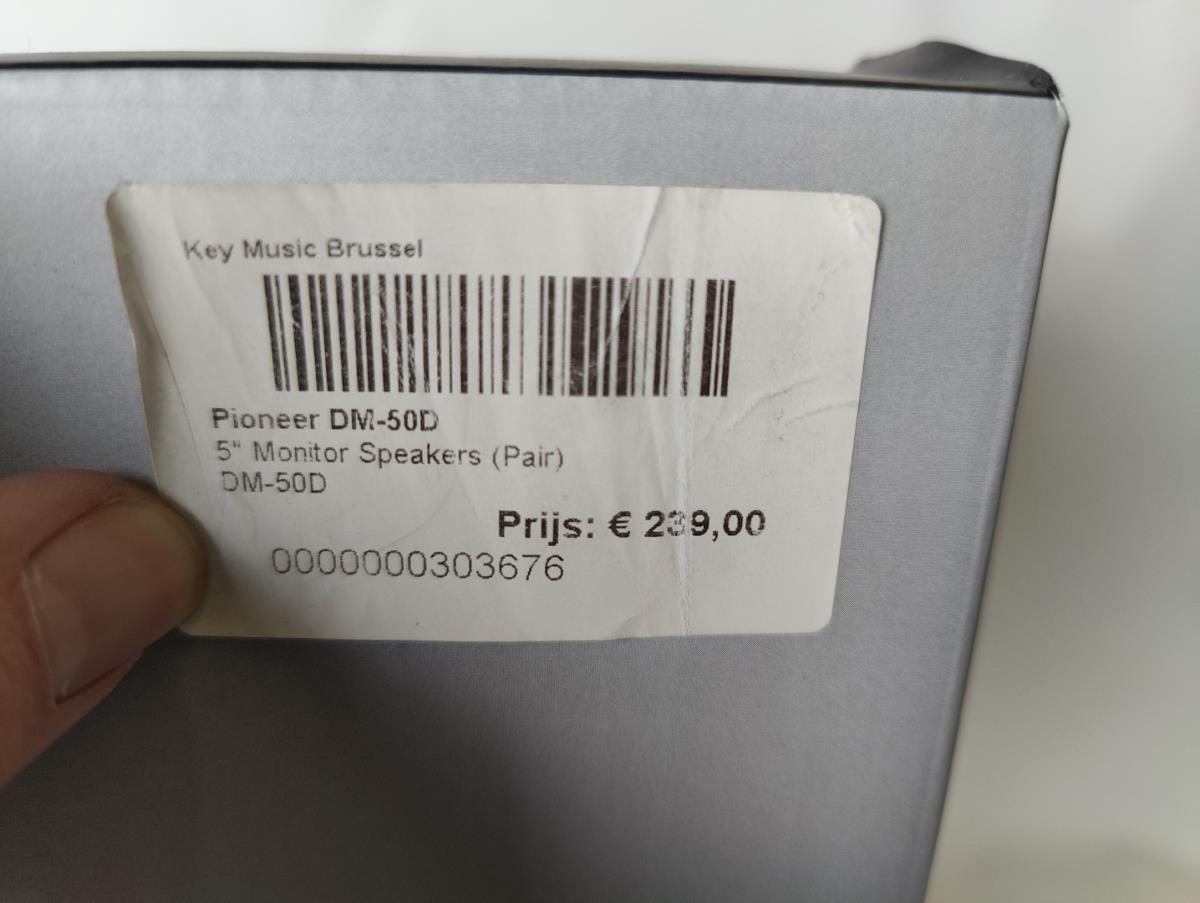 Key Music Brussel
Pioneer DM-50D
5" Monitor Speakers (Pair)
DM-50D
Prijs: € 239,00
0000000303676